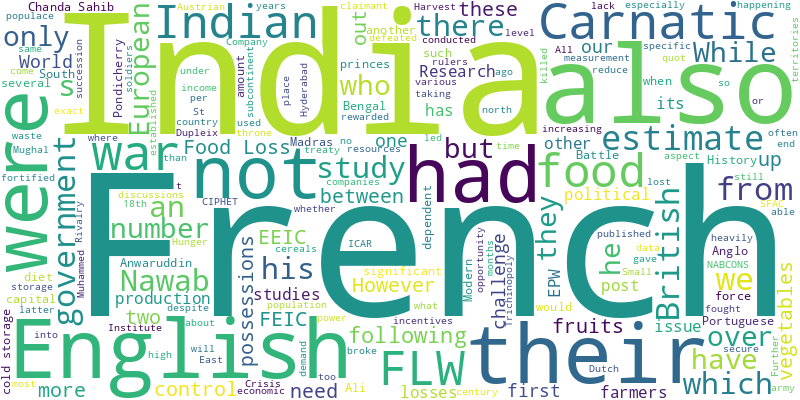 India
French
also
had
not
English
their
were
Carnatic
Indian
war
food
estimate
study
FLW
Nawab
British
from
which
we
have
over
government
European
only
World
there
these
While
who
out
our
has
but
one
other
its
up
an
number
his
he
they
between
possessions
EEIC
FEIC
production
two
studies
However
following
challenge
fruits
vegetables
political
issue
post
EPW
need
more
control
losses
first
farmers
Food Loss
Research
Bengal
several
South
s
Chanda Sahib
populace
Austrian
years
claimant
Harvest
lack
especially
happening
another
defeated
level
All
specific
measurement
quot
reduce
territories
same
come
succession
Pondicherry
soldiers
Dupleix
amount
Company
subcontinent
princes
conducted
rulers
such
various
taking
ago
north
killed
when
so
or
under
income
per
St
country
used
established
place
Hyderabad
rewarded
throne
Madras
treaty
no
resources
led
time
increasing
Battle
History
aspect
often
end
lost
still
able
where
than
exact
waste
Mughal
fortified
t
discussions
18th
CIPHET
whether
companies
dependent
Hunger
cereals
ICAR
Anwaruddin
Muhammed
Rivalry
diet
storage
capital
latter
cold storage
despite
population
significant
Modern
opportunity
months
Trichinopoly
published
data
gave
Small
would
SFAC
heavily
Anglo
NABCONS
force
fought
Portuguese
secure
Further
army
Dutch
into
Institute
about
high
will
East
power
what
incentives
demand
broke
Crisis
economic
too
Ali
century
most